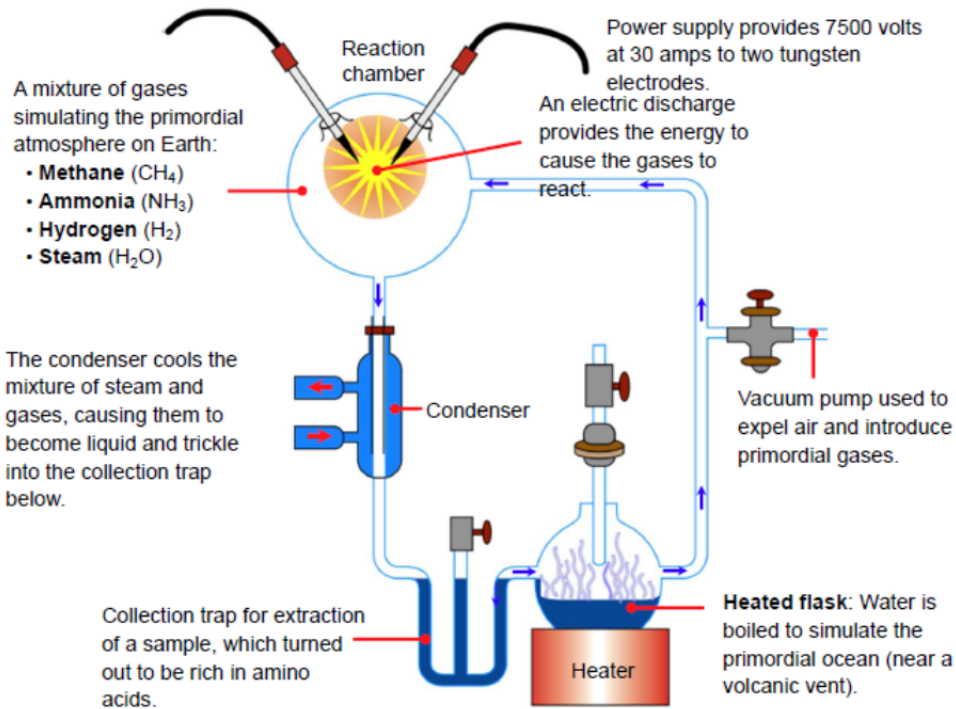 Power supply provides 7500 volts
at 30 amps to two tungsten
electrodes.
Reaction
chamber
A mixture of gases
simulating the primordial
atmosphere on Earth:
• Methane (CH₄)
• Ammonia (NH₃)
• Hydrogen (H₂)
• Steam (H₂O)
An electric discharge
provides the energy to
cause the gases to
react.
The condenser cools the
mixture of steam and
gases, causing them to
become liquid and trickle
into the collection trap
below.
Condenser
Vacuum pump used to
expel air and introduce
primordial gases.
Collection trap for extraction
of a sample, which turned
out to be rich in amino
acids.
Heater
Heated flask: Water is
boiled to simulate the
primordial ocean (near a
volcanic vent).